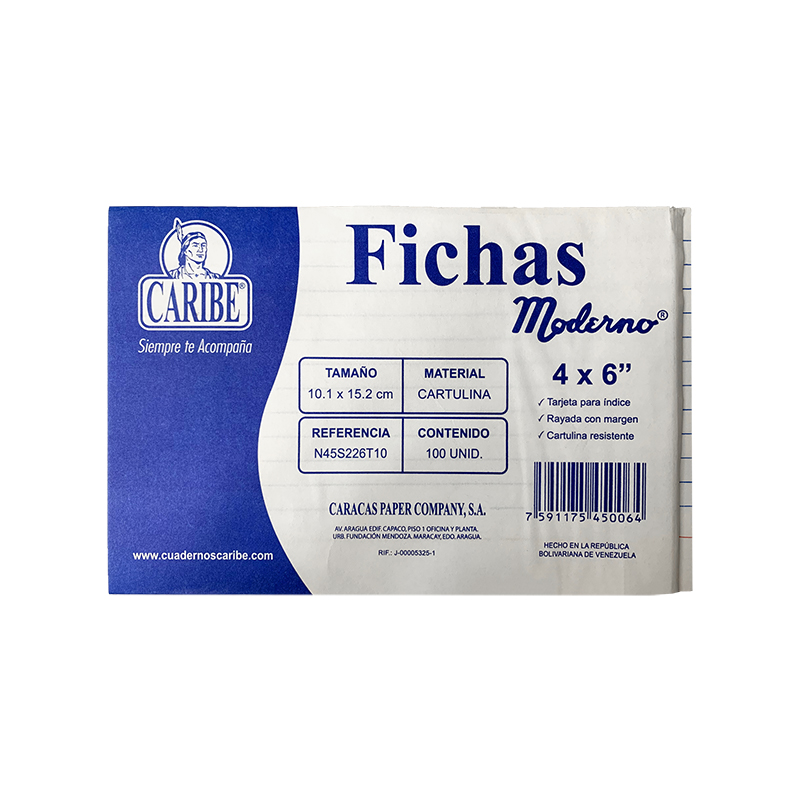 CARIBE®
Siempre te Acompaña
www.cuadernoscaribe.com
Fichas
Moderno®
TAMAÑO
10.1 x 15.2 cm
MATERIAL
CARTULINA
REFERENCIA
N45S226T10
CONTENIDO
100 UNID.
CARACAS PAPER COMPANY, S.A.
AV. ARAGUA EDIF. CAPACO, PISO 1 OFICINA Y PLANTA.
URB. FUNDACIÓN MENDOZA. MARACAY, EDO. ARAGUA.
RIF.: J-00005325-1
4 x 6”
✓ Tarjeta para índice
✓ Rayada con margen
✓ Cartulina resistente
7 591175 450064
HECHO EN LA REPÚBLICA
BOLIVARIANA DE VENEZUELA